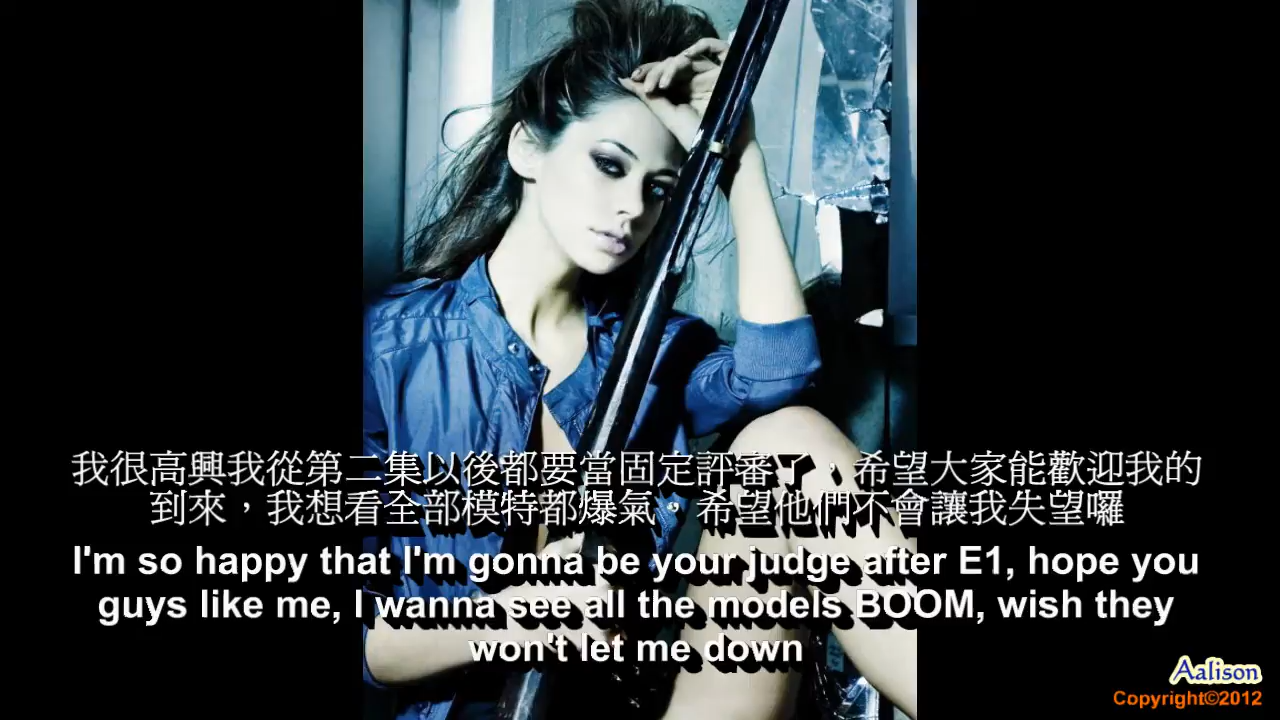 我很高興我從第二集以後都要當固定評審了，希望大家能歡迎我的
到來，我想看全部模特都爆氣。希望他們不會讓我失望囉
I'm so happy that I'm gonna be your judge after E1, hope you
guys like me, I wanna see all the models BOOM, wish they
won't let me down
Aalison
Copyright©2012